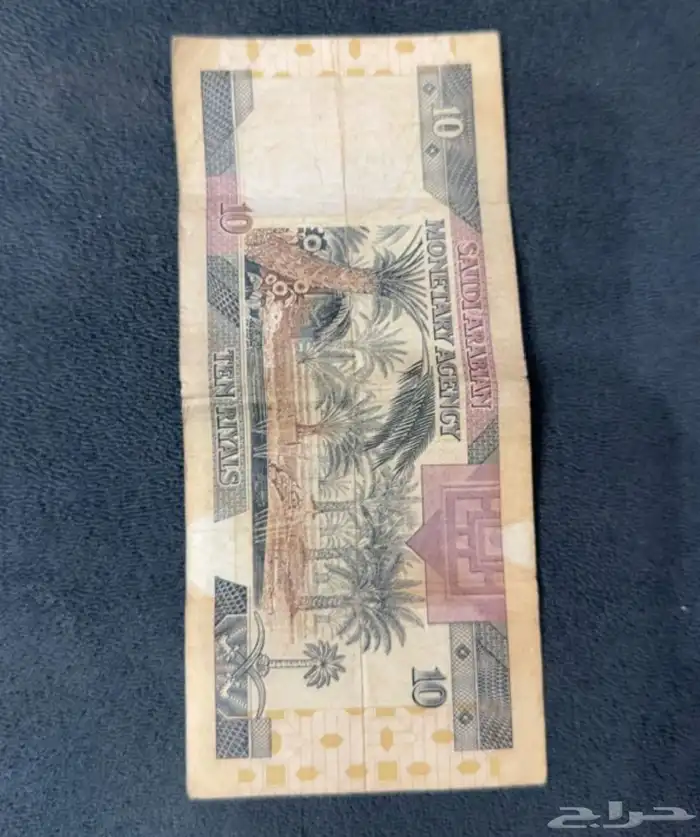 10
SAUDI ARABIAN
MONETARY AGENCY
10
TEN RIYALS
10
حراج